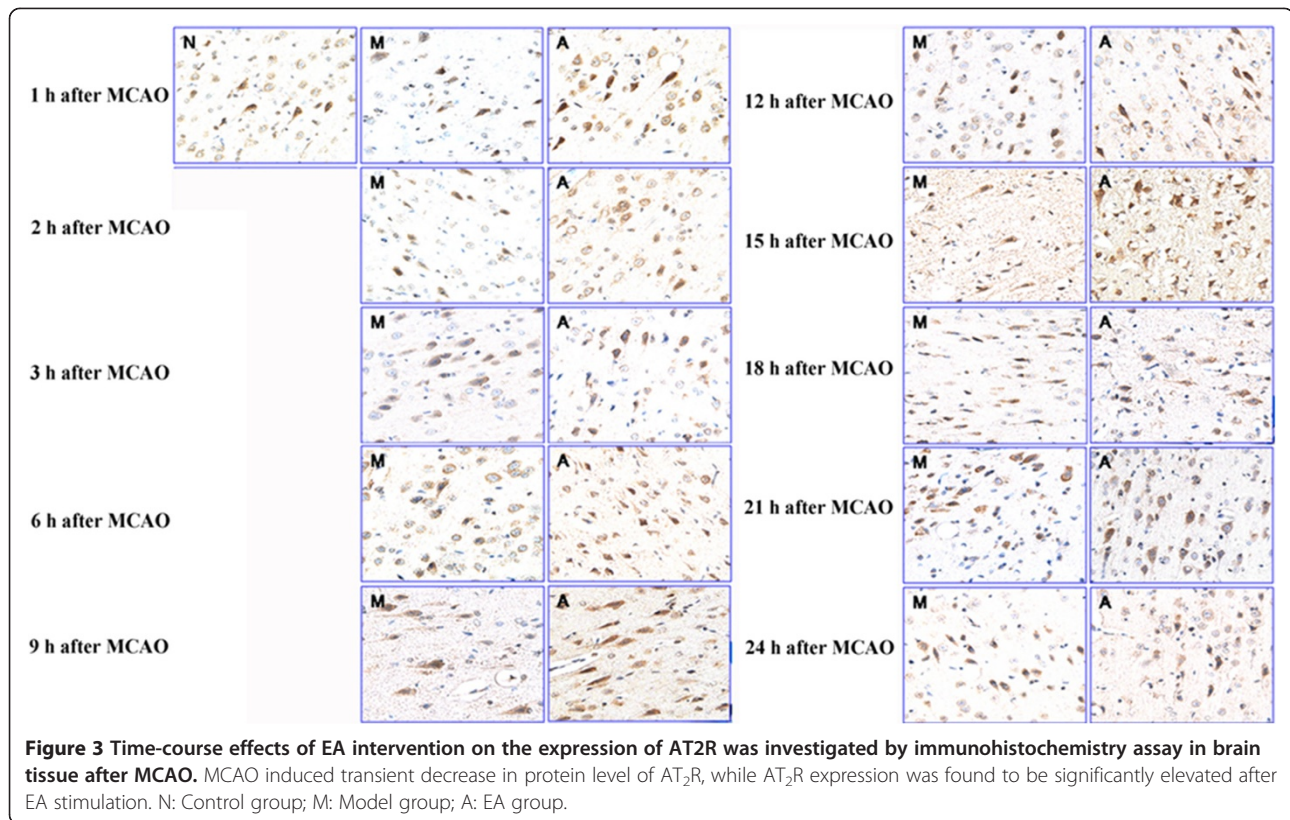 N
M
A
1 h after MCAO
M
A
2 h after MCAO
M
A
3 h after MCAO
M
A
6 h after MCAO
M
A
9 h after MCAO
M
A
12 h after MCAO
M
A
15 h after MCAO
M
A
18 h after MCAO
M
A
21 h after MCAO
M
A
24 h after MCAO
Figure 3 Time-course effects of EA intervention on the expression of AT2R was investigated by immunohistochemistry assay in brain
tissue after MCAO. MCAO induced transient decrease in protein level of AT₂R, while AT₂R expression was found to be significantly elevated after
EA stimulation. N: Control group; M: Model group; A: EA group.